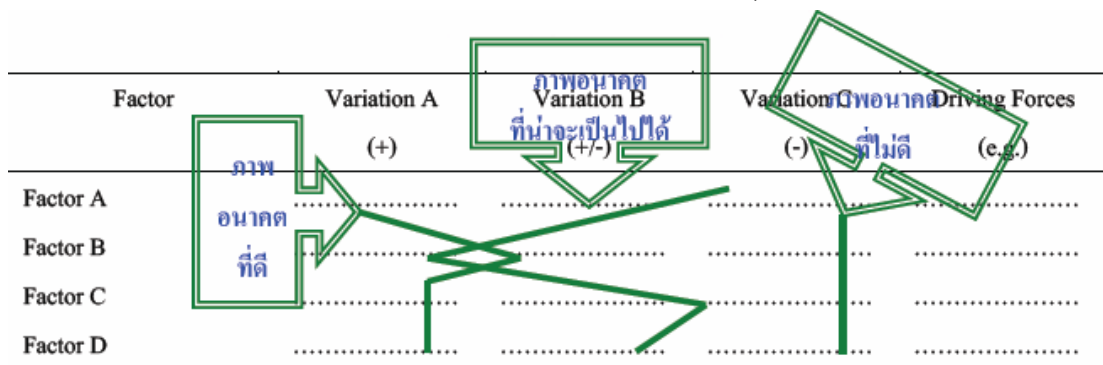 ภาพอนาคต
ที่น่าจะเป็นไปได้
ภาพอนาคต
ที่ไม่ดี
Factor Variation A Variation B Variation C Driving Forces
(+) (+/-) (-) (e.g.)
ภาพ
อนาคต
ที่ดี
Factor A ........................................ ........................................ ........................................ ........................................
Factor B ........................................ ........................................ ........................................ ........................................
Factor C ........................................ ........................................ ........................................ ........................................
Factor D ........................................ ........................................ ........................................ ........................................